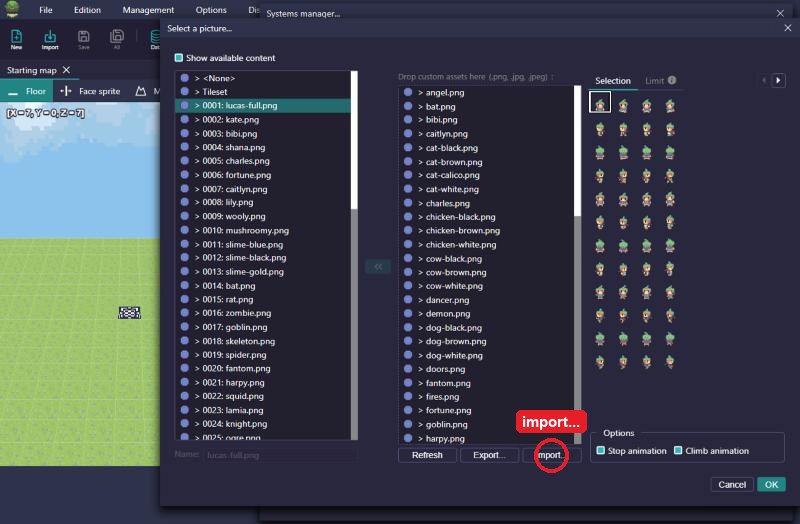 File Edition Management Options
Systems manager...
Select a picture...
New Import Save All
Show available content
Starting map
Floor Face sprite
[X = 7, Y = 0, Z = 7]
> <None>
> Tileset
> 0001: lucas-full.png
> 0002: kate.png
> 0003: bibi.png
> 0004: shana.png
> 0005: charles.png
> 0006: fortune.png
> 0007: caitlyn.png
> 0008: lily.png
> 0009: wooly.png
> 0010: mushroomy.png
> 0011: slime-blue.png
> 0012: slime-black.png
> 0013: slime-gold.png
> 0014: bat.png
> 0015: rat.png
> 0016: zombie.png
> 0017: goblin.png
> 0018: skeleton.png
> 0019: spider.png
> 0020: fantom.png
> 0021: harpy.png
> 0022: squid.png
> 0023: lamia.png
> 0024: knight.png
> 0025: ogre.png
Name: lucas-full.png
Drop custom assets here (.png, .jpg, .jpeg) :
> angel.png
> bat.png
> bibi.png
> caitlyn.png
> cat-black.png
> cat-brown.png
> cat-calico.png
> cat-white.png
> charles.png
> chicken-black.png
> chicken-brown.png
> chicken-white.png
> cow-black.png
> cow-brown.png
> cow-white.png
> dancer.png
> demon.png
> dog-black.png
> dog-brown.png
> dog-white.png
> doors.png
> fantom.png
> fires.png
> fortune.png
> goblin.png
> harpy.png
import...
Refresh Export... Import...
Selection Limit
Options
Stop animation Climb animation
Cancel OK